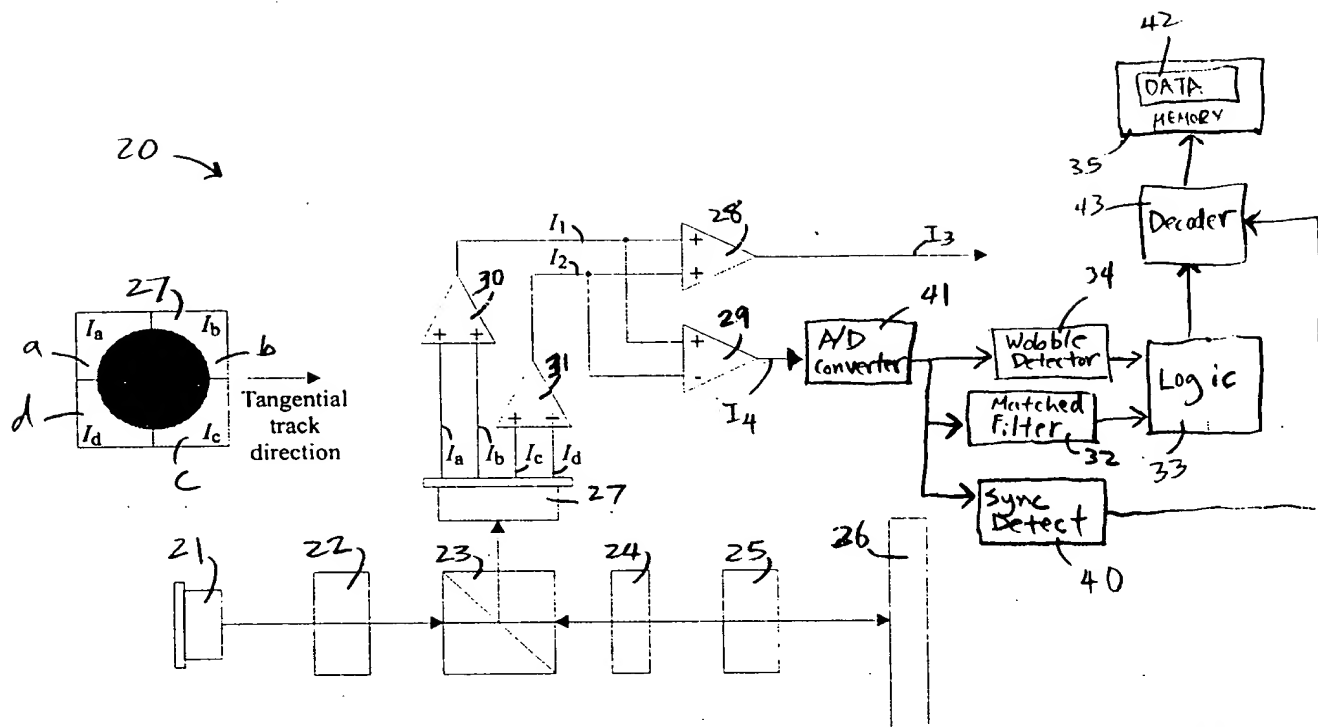 42
DATA
MEMORY
35
20
43
Decoder
I1
I2
28
I3
27
30
Ia
Ib
a
b
d
Id
Ic
c
Tangential
track
direction
31
29
I4
41
A/D
Converter
34
Wobble
Detector
Logic
33
Matched
Filter
32
Sync
Detect
40
Ia
Ib
Ic
Id
27
21
22
23
24
25
26
+
+
+
-
+
+
+
-